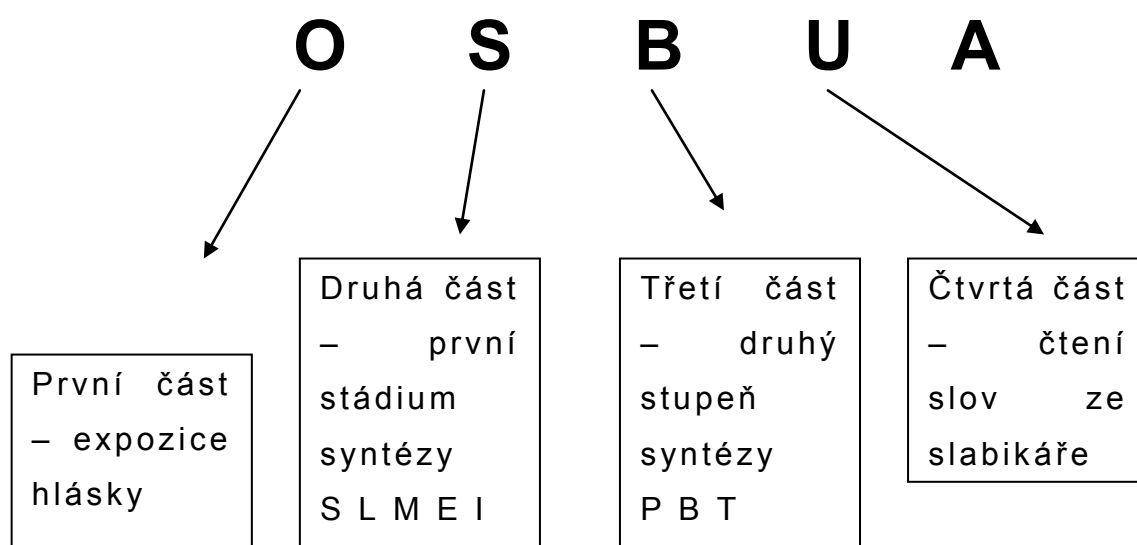 O S B U A
První část
– expozice
hlásky
Druhá část
– první
stádium
syntézy
S L M E I
Třetí část
– druhý
stupeň
syntézy
P B T
Čtvrtá část
– čtení
slov ze
slabikáře